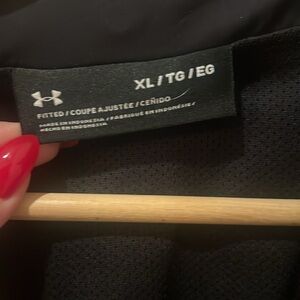 XL / TG / EG
FITTED / COUPE AJUSTÉE / CEÑIDO
MADE IN INDONESIA / FABRIQUÉ EN INDONÉSIE /
HECHO EN INDONESIA